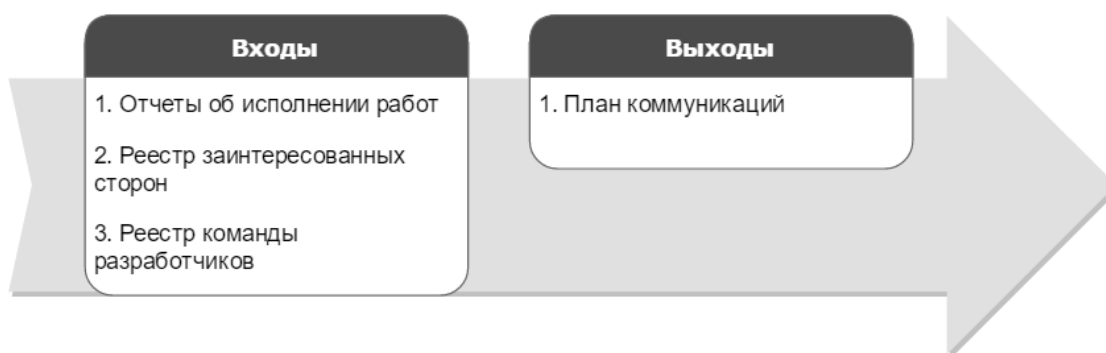 Входы
1. Отчеты об исполнении работ
2. Реестр заинтересованных
сторон
3. Реестр команды
разработчиков
Выходы
1. План коммуникаций